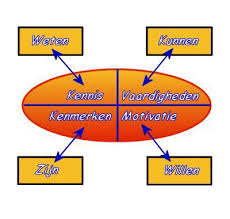 Weten Kunnen
Kennis Vaardigheden
Kenmerken Motivatie
Zijn Willen